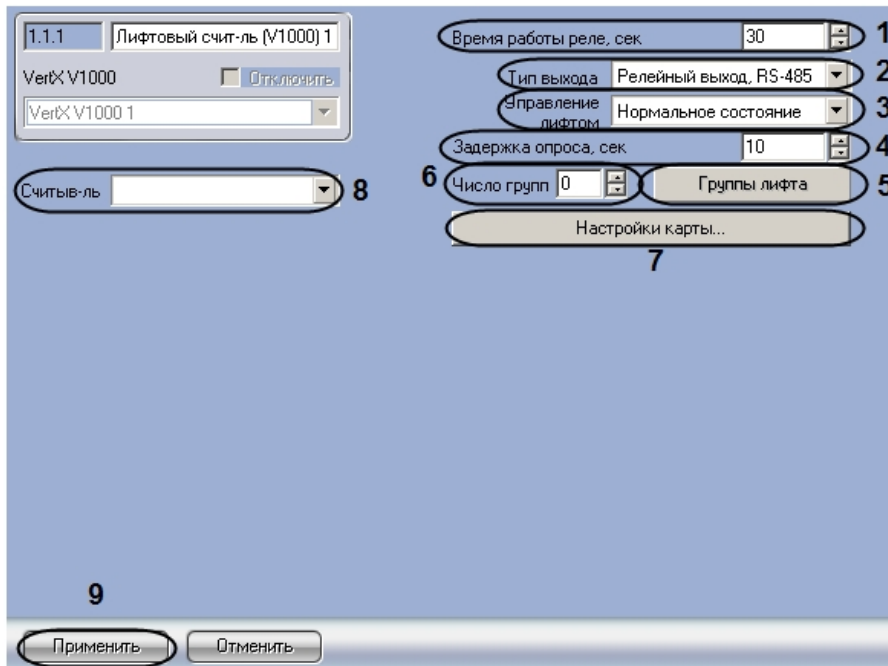 1.1.1 Лифтовый счит-ль (V1000) 1
VertX V1000 Отключить
VertX V1000 1
Считыв-ль 8
Время работы реле, сек 30 1
Тип выхода Релейный выход, RS-485 2
Управление лифтом Нормальное состояние 3
Задержка опроса, сек 10 4
6 Число групп 0 Группы лифта 5
Настройки карты...
7
9
Применить Отменить